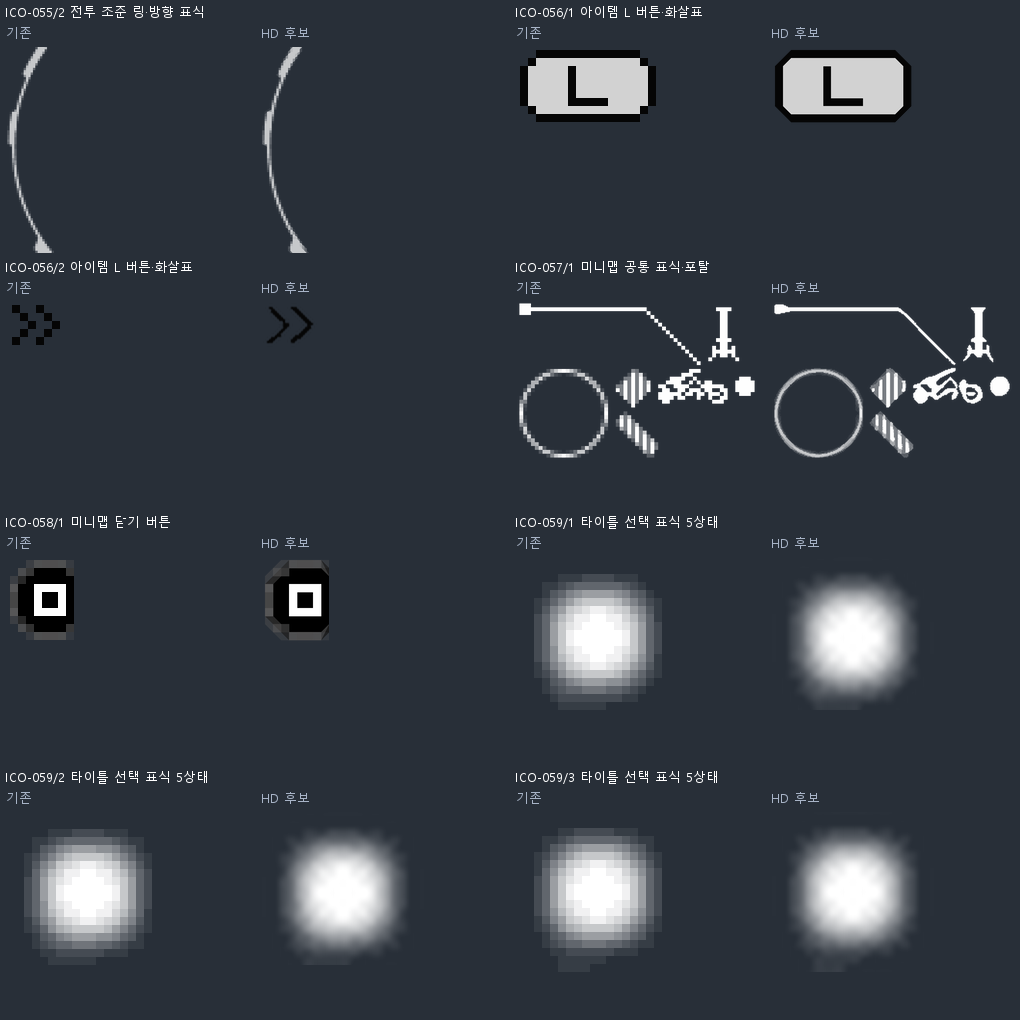 ICO-055/2 전투 조준 링·방향 표식
기존
HD 후보
ICO-056/1 아이템 L 버튼·화살표
기존
HD 후보
L
L
ICO-056/2 아이템 L 버튼·화살표
기존
HD 후보
ICO-057/1 미니맵 공통 표식·포탈
기존
HD 후보
ICO-058/1 미니맵 닫기 버튼
기존
HD 후보
ICO-059/1 타이틀 선택 표식 5상태
기존
HD 후보
ICO-059/2 타이틀 선택 표식 5상태
기존
HD 후보
ICO-059/3 타이틀 선택 표식 5상태
기존
HD 후보